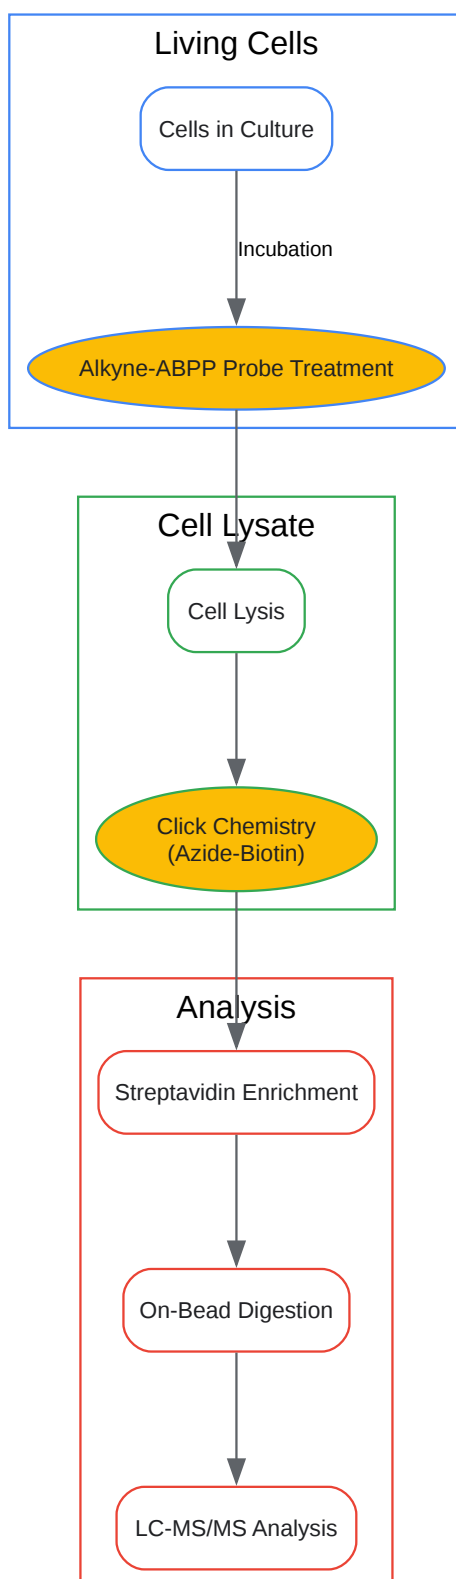 Living Cells
Cells in Culture
Incubation
Alkyne-ABPP Probe Treatment
Cell Lysate
Cell Lysis
Click Chemistry
(Azide-Biotin)
Analysis
Streptavidin Enrichment
On-Bead Digestion
LC-MS/MS Analysis